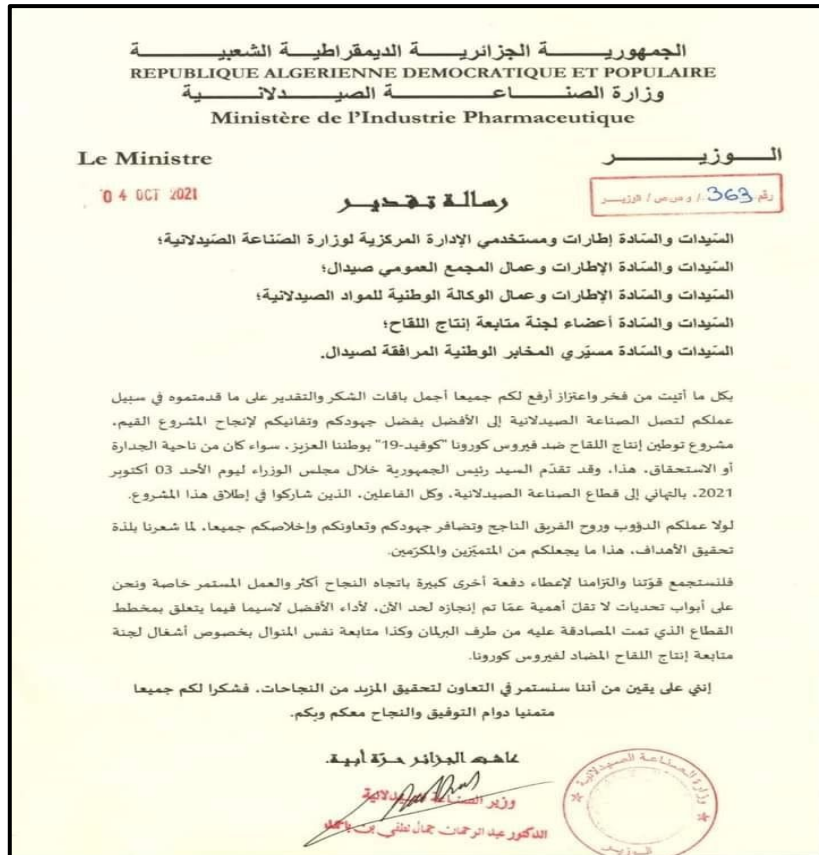 الجمهوريـــــة الجزائريـــــة الديمقراطيـــة الشعبيـــــة
REPUBLIQUE ALGERIENNE DEMOCRATIQUE ET POPULAIRE
وزارة الصنـــــاعـــــة الصيـــدلانـــية
Ministère de l'Industrie Pharmaceutique
Le Ministre
الـــوزيـــــر
04 OCT 2021
رسالة تقدير
رقم 363 / و ص ص / الوزيـــر
السّيدات والسّادة إطارات ومستخدمي الإدارة المركزية لوزارة الصّناعة الصّيدلانية؛
السّيدات والسّادة الإطارات وعمال المجمع العمومي صيدال؛
السّيدات والسّادة الإطارات وعمال الوكالة الوطنية للمواد الصيدلانية؛
السّيدات والسّادة أعضاء لجنة متابعة إنتاج اللقاح؛
السّيدات والسّادة مسيّري المخابر الوطنية المرافقة لصيدال.
بكل ما أتيت من فخر واعتزاز أرفع لكم جميعا أجمل باقات الشكر والتقدير على ما قدمتموه في سبيل
عملكم لتصل الصناعة الصيدلانية إلى الأفضل بفضل جهودكم وتفانيكم لإنجاح المشروع القيم،
مشروع توطين إنتاج اللقاح ضد فيروس كورونا "كوفيد-19" بوطننا العزيز، سواء كان من ناحية الجدارة
أو الاستحقاق، هذا، وقد تقدّم السيد رئيس الجمهورية خلال مجلس الوزراء ليوم الأحد 03 أكتوبر
2021، بالتهاني إلى قطاع الصناعة الصيدلانية، وكل الفاعلين، الذين شاركوا في إطلاق هذا المشروع.
لولا عملكم الدؤوب وروح الفريق الناجح وتضافر جهودكم وتعاونكم وإخلاصكم جميعا، لما شعرنا بلذة
تحقيق الأهداف، هذا ما يجعلكم من المتميّزين والمكرّمين.
فلنستجمع قوّتنا والتزامنا لإعطاء دفعة أخرى كبيرة باتجاه النجاح أكثر والعمل المستمر خاصة ونحن
على أبواب تحديات لا تقلّ أهمية عمّا تم إنجازه لحد الآن، لأداء الأفضل لاسيما فيما يتعلق بمخطط
القطاع الذي تمت المصادقة عليه من طرف البرلمان وكذا متابعة نفس المنوال بخصوص أشغال لجنة
متابعة إنتاج اللقاح المضاد لفيروس كورونا.
إنني على يقين من أننا سنستمر في التعاون لتحقيق المزيد من النجاحات، فشكرا لكم جميعا
متمنيا دوام التوفيق والنجاح معكم وبكم.
عاشت الجزائر حرّة أبية.
وزير الصناعة الصيدلانية
الدكتور عبد الرحمان جمال لطفي بن باحمد
وزارة الصناعة الصيدلانية
الوزير